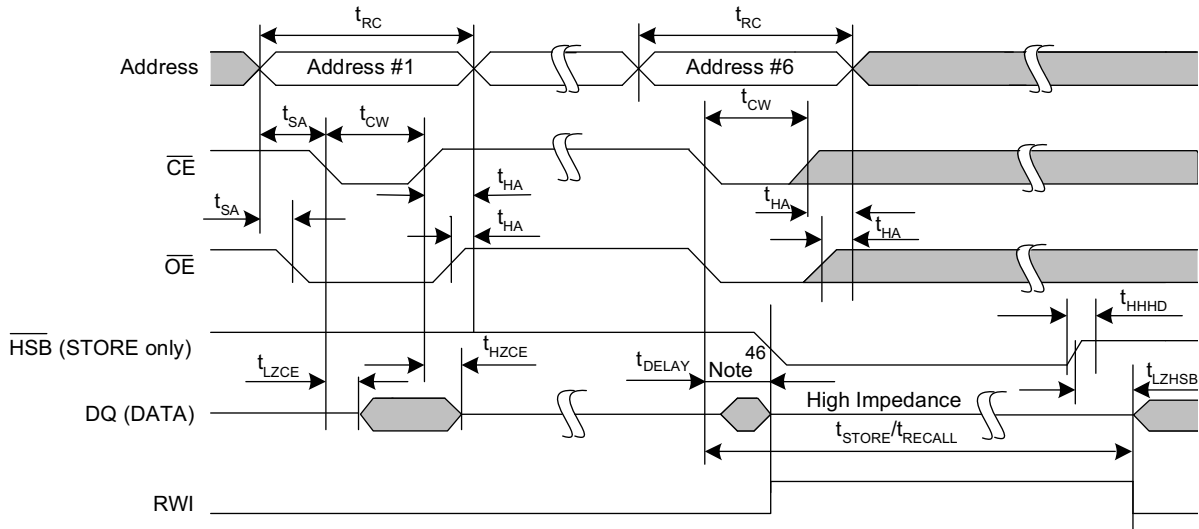 tRC
tRC
Address
Address #1
Address #6
tSA
tCW
tCW
CE
tHA
tHA
tSA
tHA
tHA
OE
tHHHD
HSB (STORE only)
tLZCE
tHZCE
tDELAY
Note 46
tLZHSB
DQ (DATA)
High Impedance
tSTORE/tRECALL
RWI